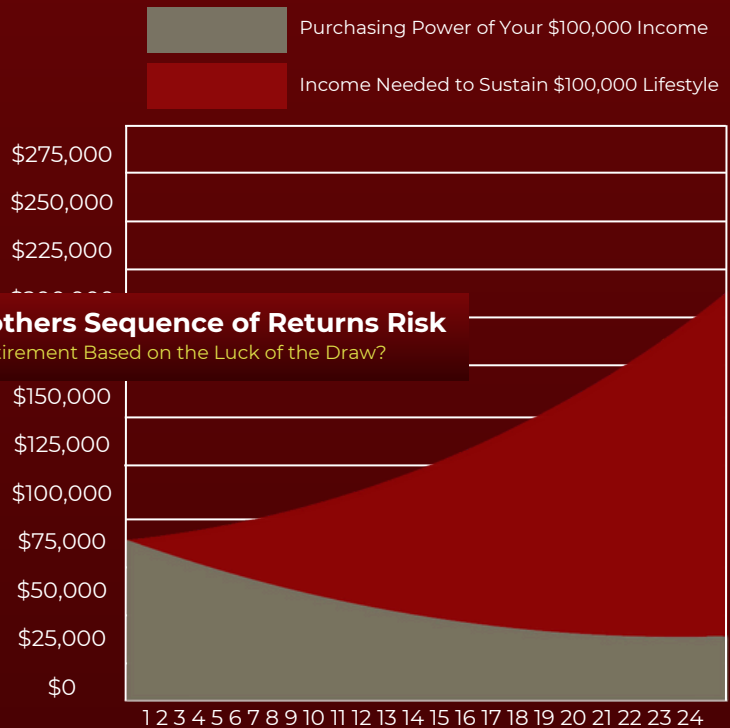 Purchasing Power of Your $100,000 Income
Income Needed to Sustain $100,000 Lifestyle
$275,000
$250,000
$225,000
others Sequence of Returns Risk
tirement Based on the Luck of the Draw?
$150,000
$125,000
$100,000
$75,000
$50,000
$25,000
$0
1 2 3 4 5 6 7 8 9 10 11 12 13 14 15 16 17 18 19 20 21 22 23 24